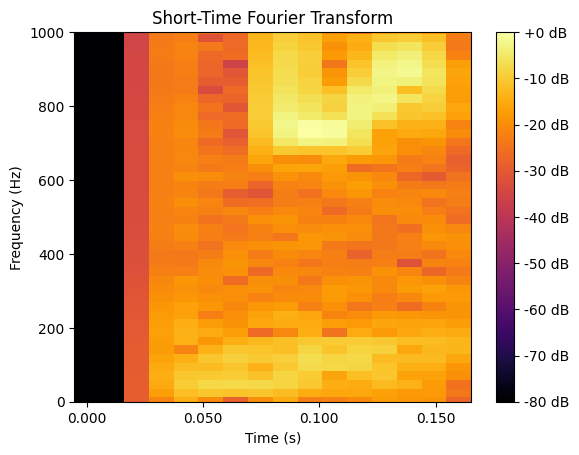 Short-Time Fourier Transform
1000
800
600
400
200
0
Frequency (Hz)
0.000
0.050
0.100
0.150
Time (s)
+0 dB
-10 dB
-20 dB
-30 dB
-40 dB
-50 dB
-60 dB
-70 dB
-80 dB